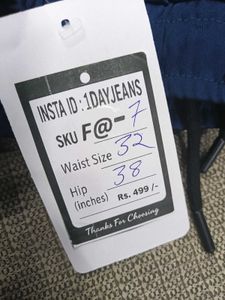 INSTA ID : 1DAYJEANS
SKU F@-7
Waist Size 32
Hip 38
(inches) Rs. 499 /-
Thanks For Choosing